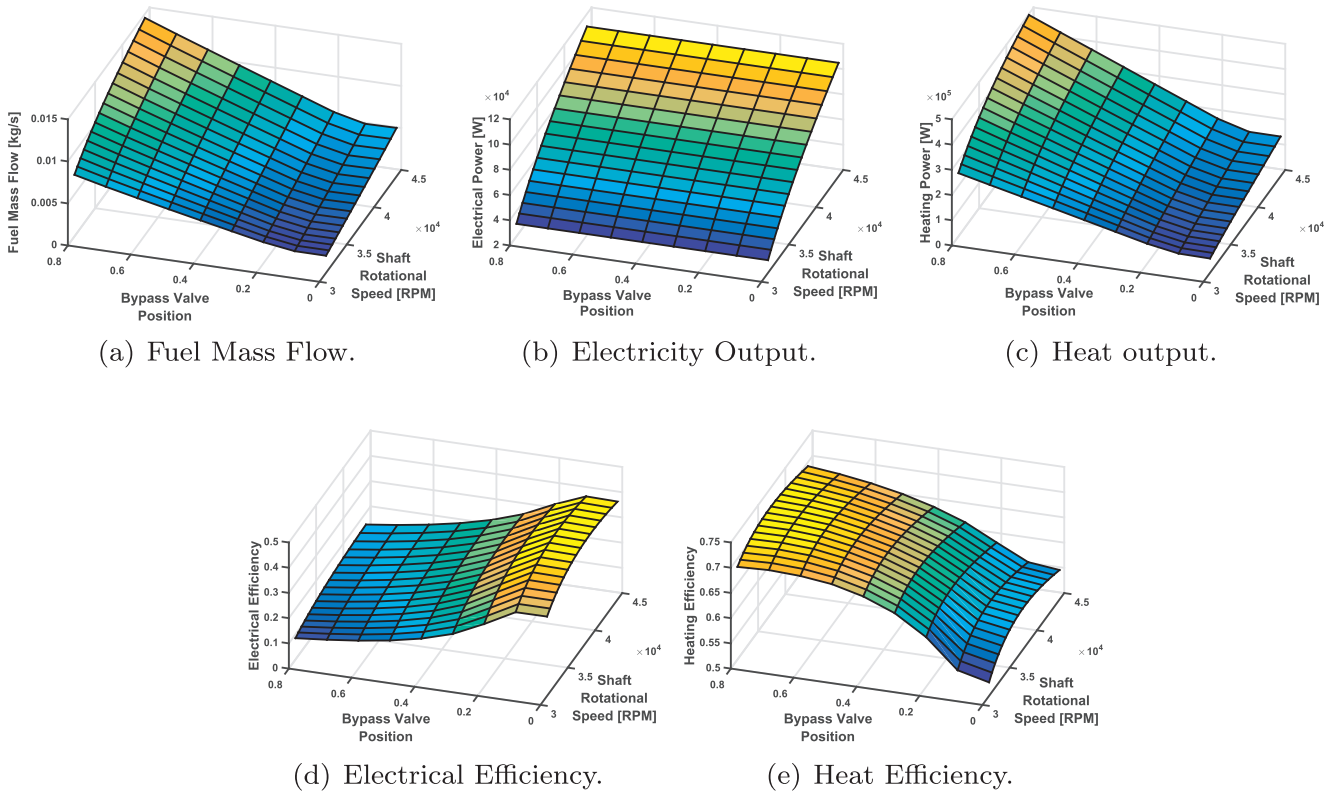 Fuel Mass Flow [kg/s]
0.015
0.01
0.005
0
0.8
0.6
0.4
0.2
0
Bypass Valve
Position
3
3.5
4
4.5
×10⁴
Shaft
Rotational
Speed [RPM]
(a) Fuel Mass Flow.
Electrical Power [W]
×10⁴
12
10
8
6
4
2
0.8
0.6
0.4
0.2
0
Bypass Valve
Position
3
3.5
4
4.5
×10⁴
Shaft
Rotational
Speed [RPM]
(b) Electricity Output.
Heating Power [W]
×10⁵
5
4
3
2
1
0
0.8
0.6
0.4
0.2
0
Bypass Valve
Position
3
3.5
4
4.5
×10⁴
Shaft
Rotational
Speed [RPM]
(c) Heat output.
Electrical Efficiency
0.5
0.4
0.3
0.2
0.1
0
0.8
0.6
0.4
0.2
0
Bypass Valve
Position
3
3.5
4
4.5
×10⁴
Shaft
Rotational
Speed [RPM]
(d) Electrical Efficiency.
Heating Efficiency
0.75
0.7
0.65
0.6
0.55
0.5
0.8
0.6
0.4
0.2
0
Bypass Valve
Position
3
3.5
4
4.5
×10⁴
Shaft
Rotational
Speed [RPM]
(e) Heat Efficiency.